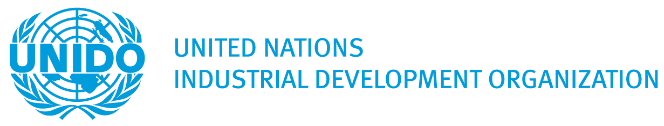 UNIDO
UNITED NATIONS
INDUSTRIAL DEVELOPMENT ORGANIZATION